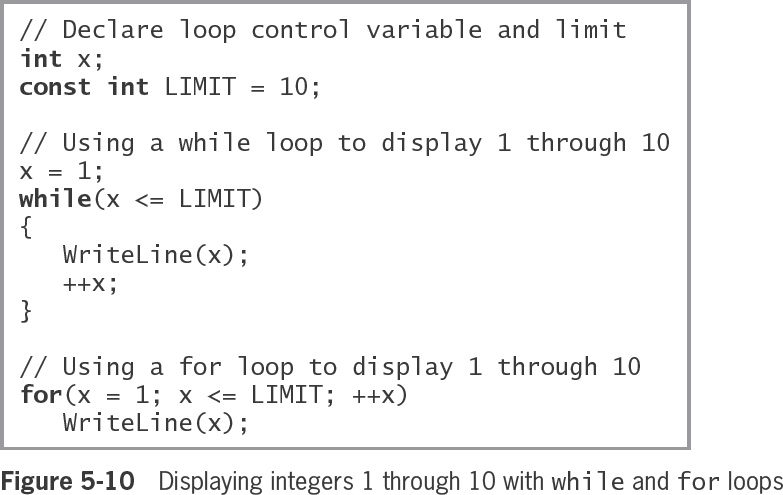 // Declare loop control variable and limit
int x;
const int LIMIT = 10;

// Using a while loop to display 1 through 10
x = 1;
while(x <= LIMIT)
{
   WriteLine(x);
   ++x;
}

// Using a for loop to display 1 through 10
for(x = 1; x <= LIMIT; ++x)
   WriteLine(x);
Figure 5-10 Displaying integers 1 through 10 with while and for loops